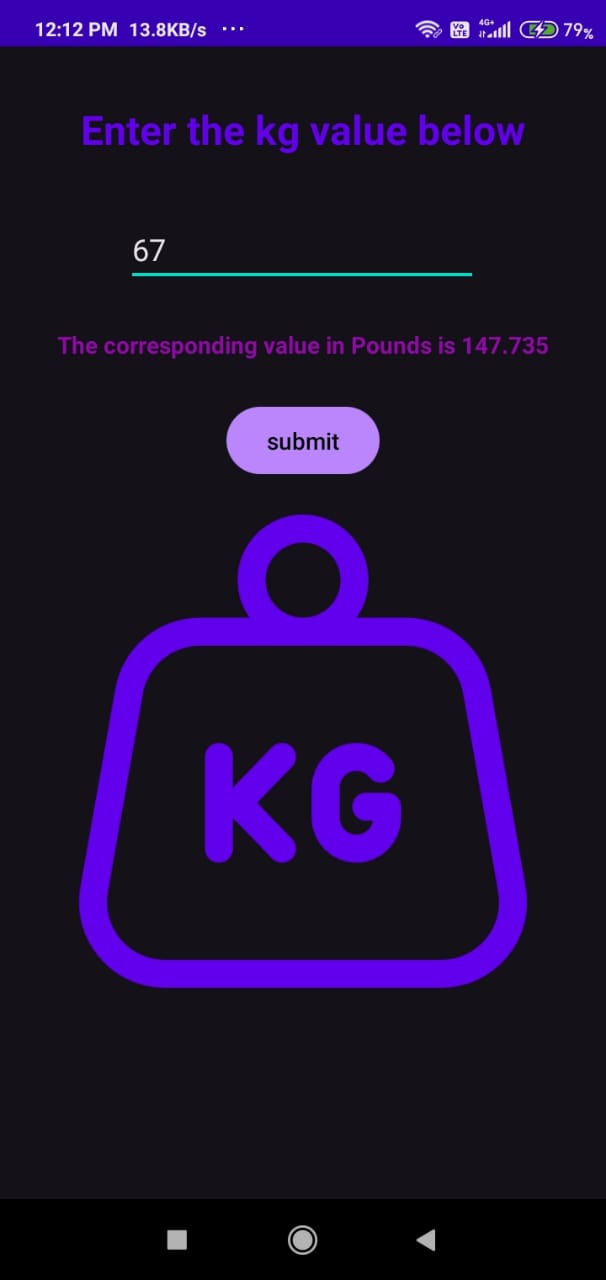 12:12 PM 13.8KB/s ... Vo LTE 4G+ 79%
Enter the kg value below
67
The corresponding value in Pounds is 147.735
submit
KG